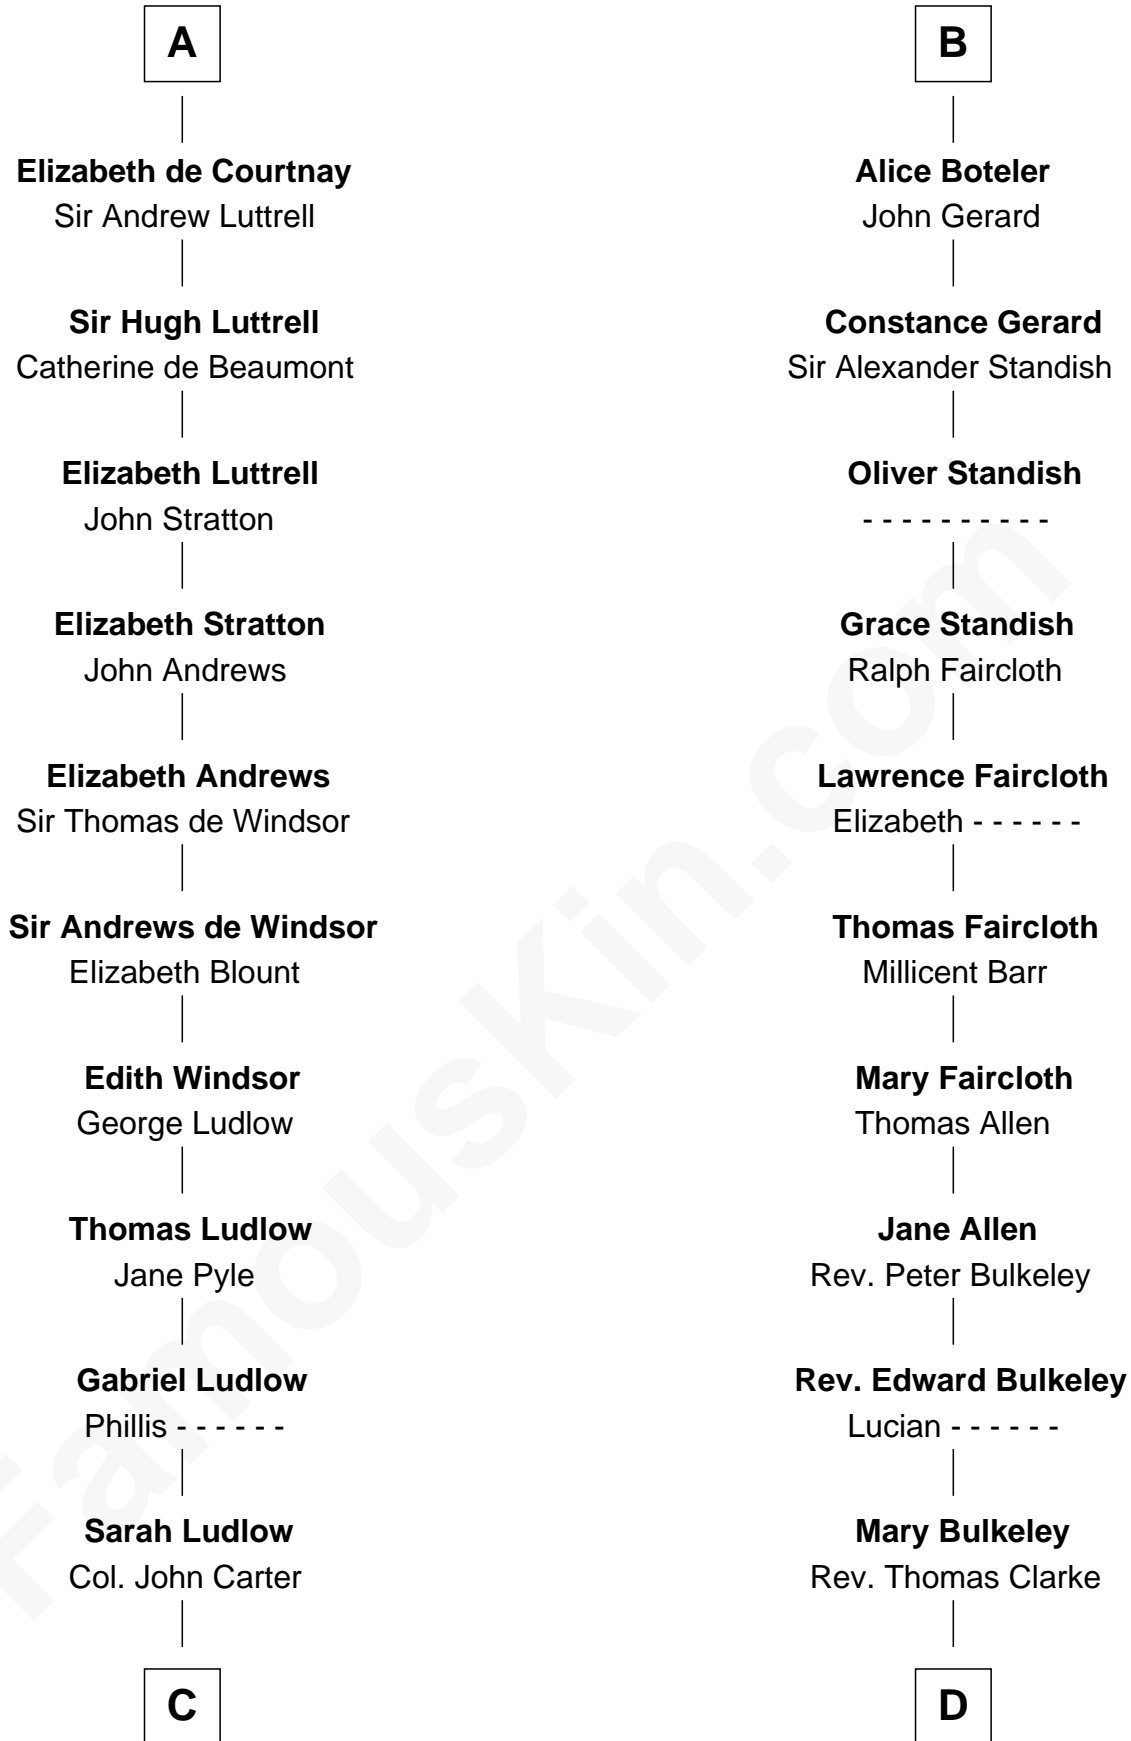 A
Elizabeth de Courtnay
Sir Andrew Luttrell
Sir Hugh Luttrell
Catherine de Beaumont
Elizabeth Luttrell
John Stratton
Elizabeth Stratton
John Andrews
Elizabeth Andrews
Sir Thomas de Windsor
Sir Andrews de Windsor
Elizabeth Blount
Edith Windsor
George Ludlow
Thomas Ludlow
Jane Pyle
Gabriel Ludlow
Phillis - - - - - -
Sarah Ludlow
Col. John Carter
C
B
Alice Boteler
John Gerard
Constance Gerard
Sir Alexander Standish
Oliver Standish
- - - - - - - - - -
Grace Standish
Ralph Faircloth
Lawrence Faircloth
Elizabeth - - - - - -
Thomas Faircloth
Millicent Barr
Mary Faircloth
Thomas Allen
Jane Allen
Rev. Peter Bulkeley
Rev. Edward Bulkeley
Lucian - - - - - -
Mary Bulkeley
Rev. Thomas Clarke
D
FamousKin.com